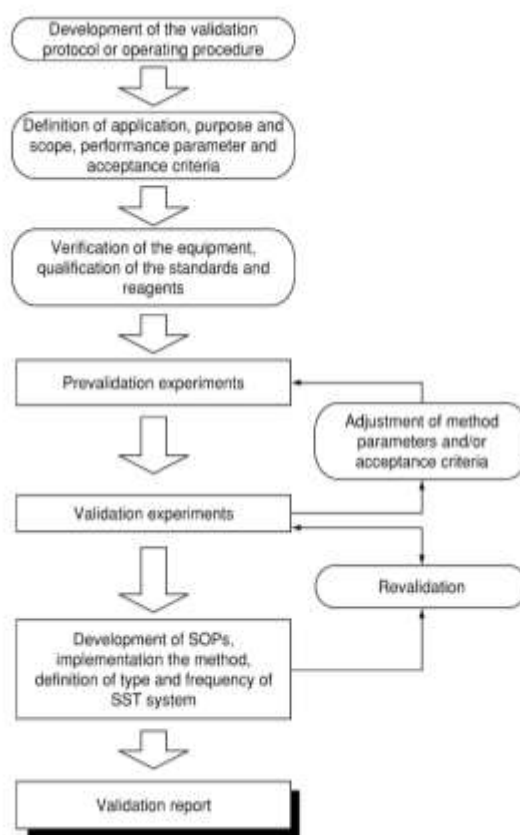 Development of the validation
protocol or operating procedure
Definition of application, purpose and
scope, performance parameter and
acceptance criteria
Verification of the equipment,
qualification of the standards and
reagents
Prevalidation experiments
Adjustment of method
parameters and/or
acceptance criteria
Validation experiments
Revalidation
Development of SOPs,
implementation the method,
definition of type and frequency of
SST system
Validation report